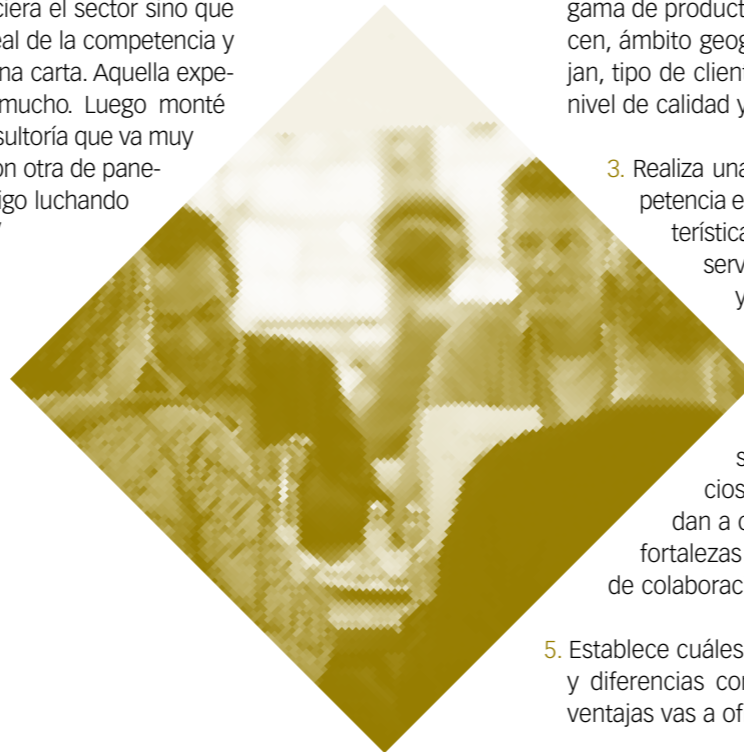 ciera el sector sino que
eal de la competencia y
na carta. Aquella expe-
mucho. Luego monté
sultoría que va muy
on otra de pane-
igo luchando
gama de product
cen, ámbito geog
jan, tipo de client
nivel de calidad y
3. Realiza una
petencia e
terística
serv
y
s
cios
dan a c
fortalezas
de colaborac
5. Establece cuáles
y diferencias con
ventajas vas a of